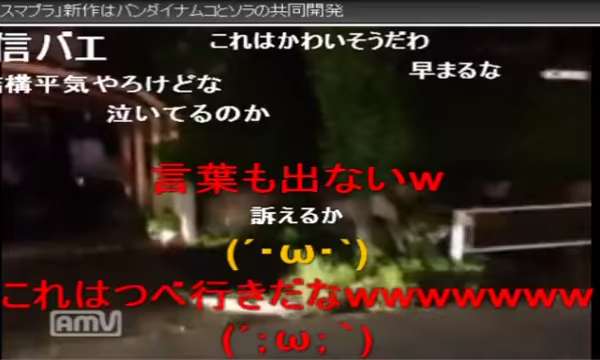 スマブラ」新作はバンダイナムコとソラの共同開発
信バエ
これはかわいそうだわ
早まるな
結構平気やろけどな
泣いてるのか
言葉も出ないw
訴えるか
(´･ω･`)
これはつべ行きだなwwwwwwww
(´;ω;`)
AMV